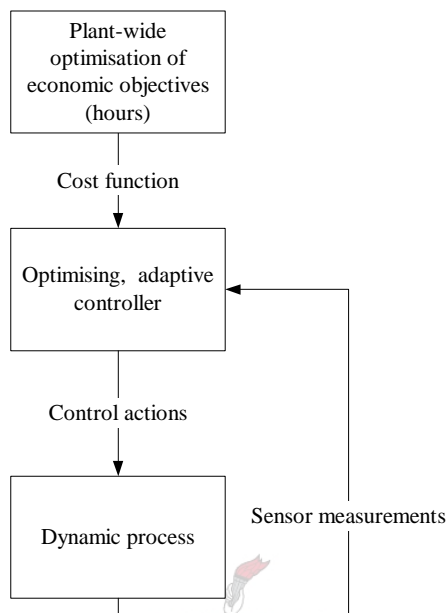 Plant-wide
optimisation of
economic objectives
(hours)
Cost function
Optimising, adaptive
controller
Control actions
Sensor measurements
Dynamic process